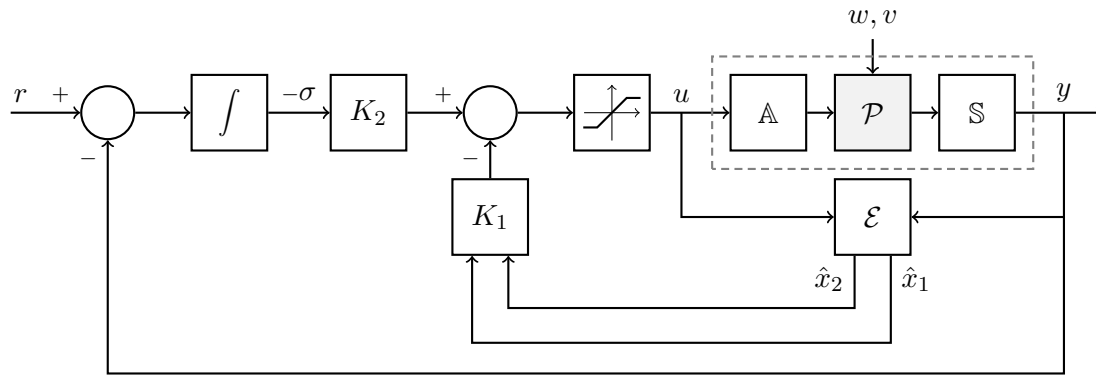 w, v
r
+
−
∫
−σ
K₂
+
−
u
𝔸
𝒫
𝕊
y
K₁
ℰ
x̂₂
x̂₁